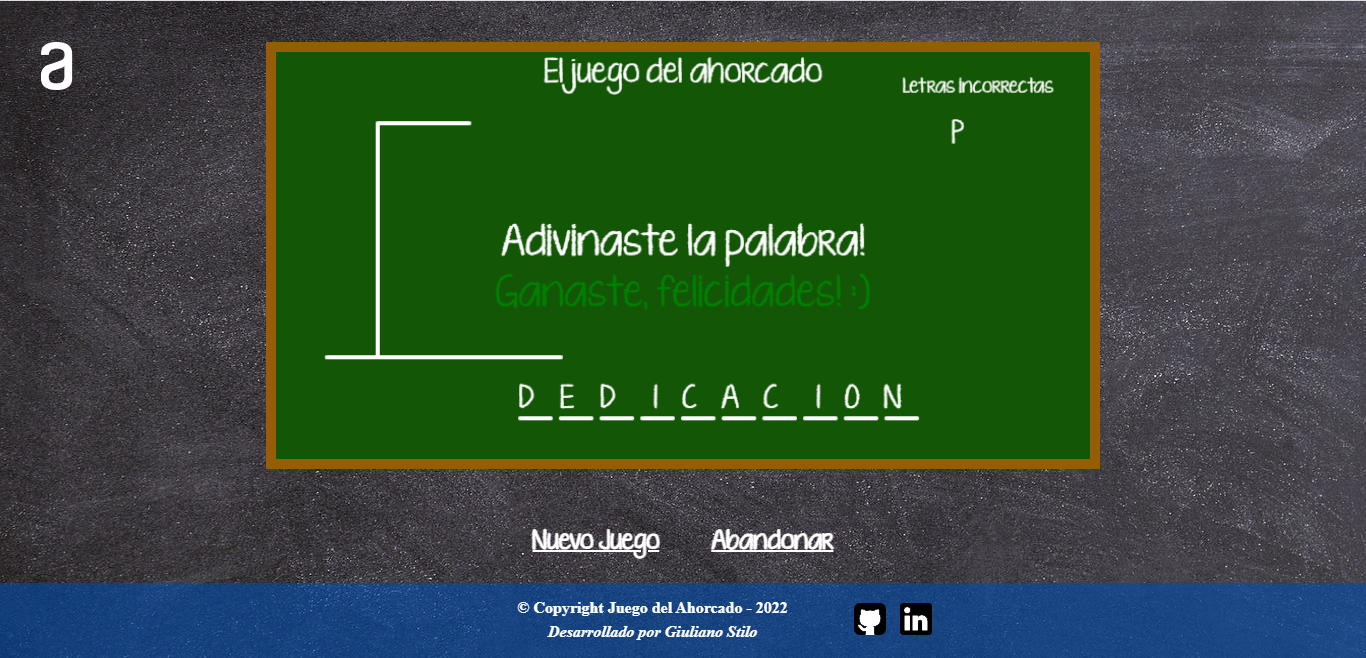 a
El juego del ahorcado
Letras Incorrectas
P
Adivinaste la palabra!
Ganaste, felicidades! :)
D E D I C A C I O N
Nuevo Juego
Abandonar
© Copyright Juego del Ahorcado - 2022
Desarrollado por Giuliano Stilo
in